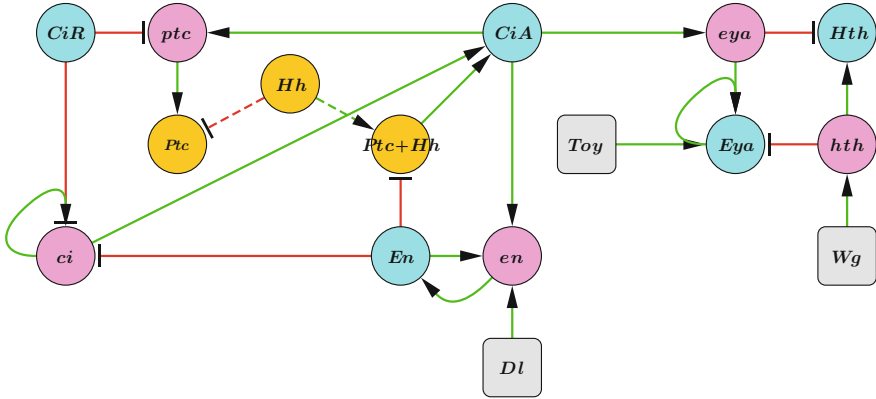 CiR
ptc
CiA
eya
Hth
Hh
Ptc
Ptc+Hh
Toy
Eya
hth
ci
En
en
Wg
Dl